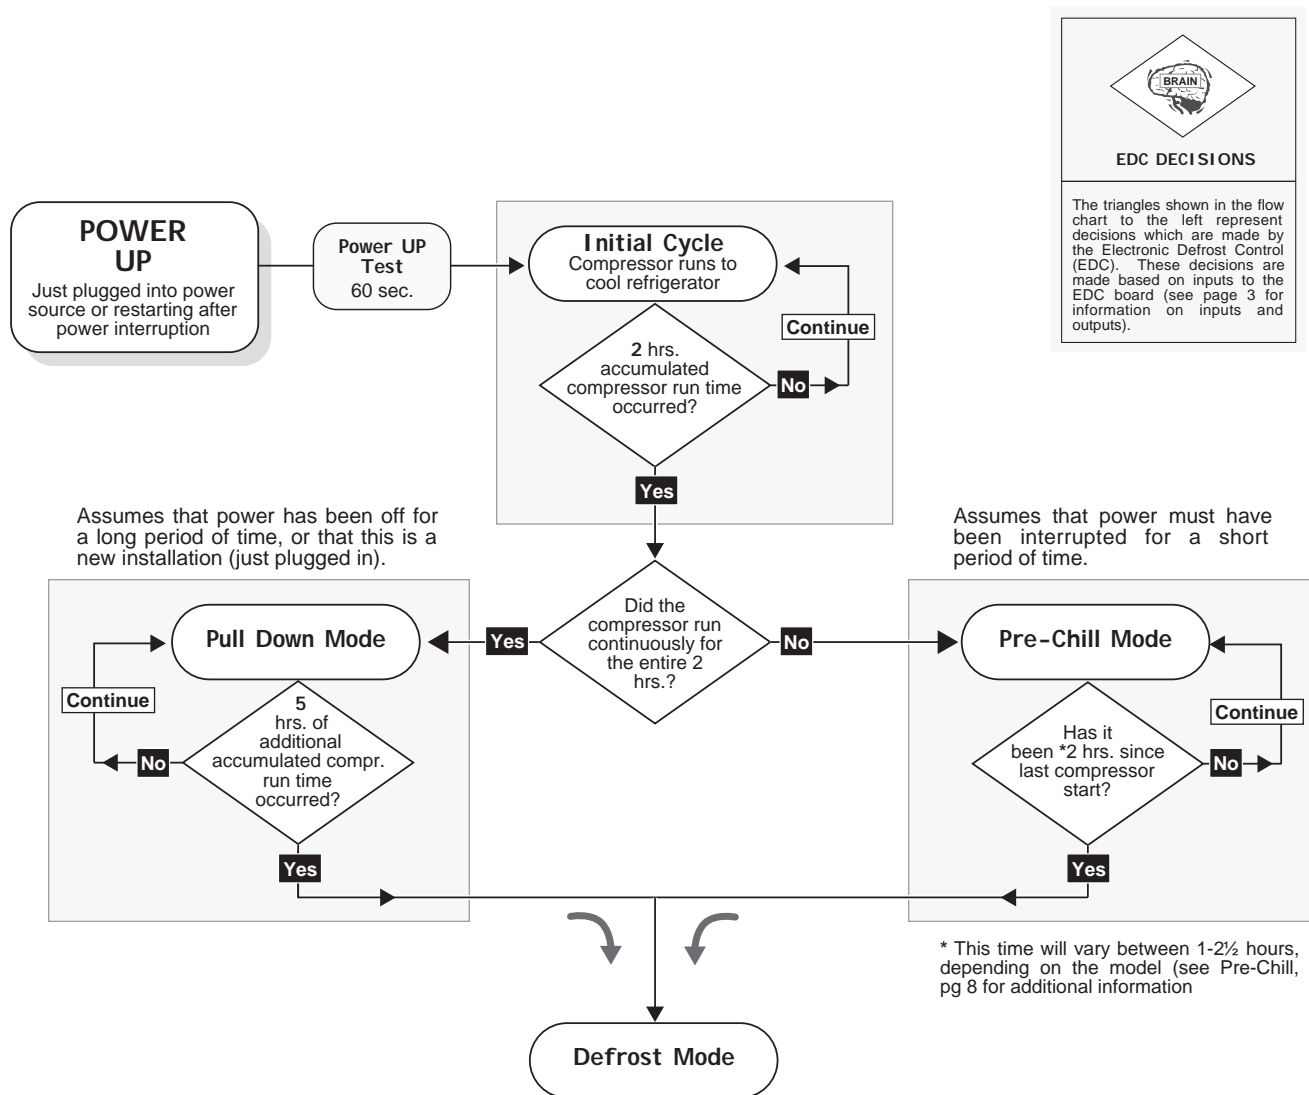 BRAIN
EDC DECISIONS
The triangles shown in the flow
chart to the left represent
decisions which are made by
the Electronic Defrost Control
(EDC). These decisions are
made based on inputs to the
EDC board (see page 3 for
information on inputs and
outputs).
POWER
UP
Just plugged into power
source or restarting after
power interruption
Power UP
Test
60 sec.
Initial Cycle
Compressor runs to
cool refrigerator
Continue
2 hrs.
accumulated
compressor run time
occurred?
No
Yes
Assumes that power has been off for
a long period of time, or that this is a
new installation (just plugged in).
Assumes that power must have
been interrupted for a short
period of time.
Did the
compressor run
continuously for
the entire 2
hrs.?
Yes
No
Pull Down Mode
Continue
5
hrs. of
additional
accumulated compr.
run time
occurred?
No
Yes
Pre-Chill Mode
Continue
Has it
been *2 hrs. since
last compressor
start?
No
Yes
* This time will vary between 1-2½ hours,
depending on the model (see Pre-Chill,
pg 8 for additional information
Defrost Mode